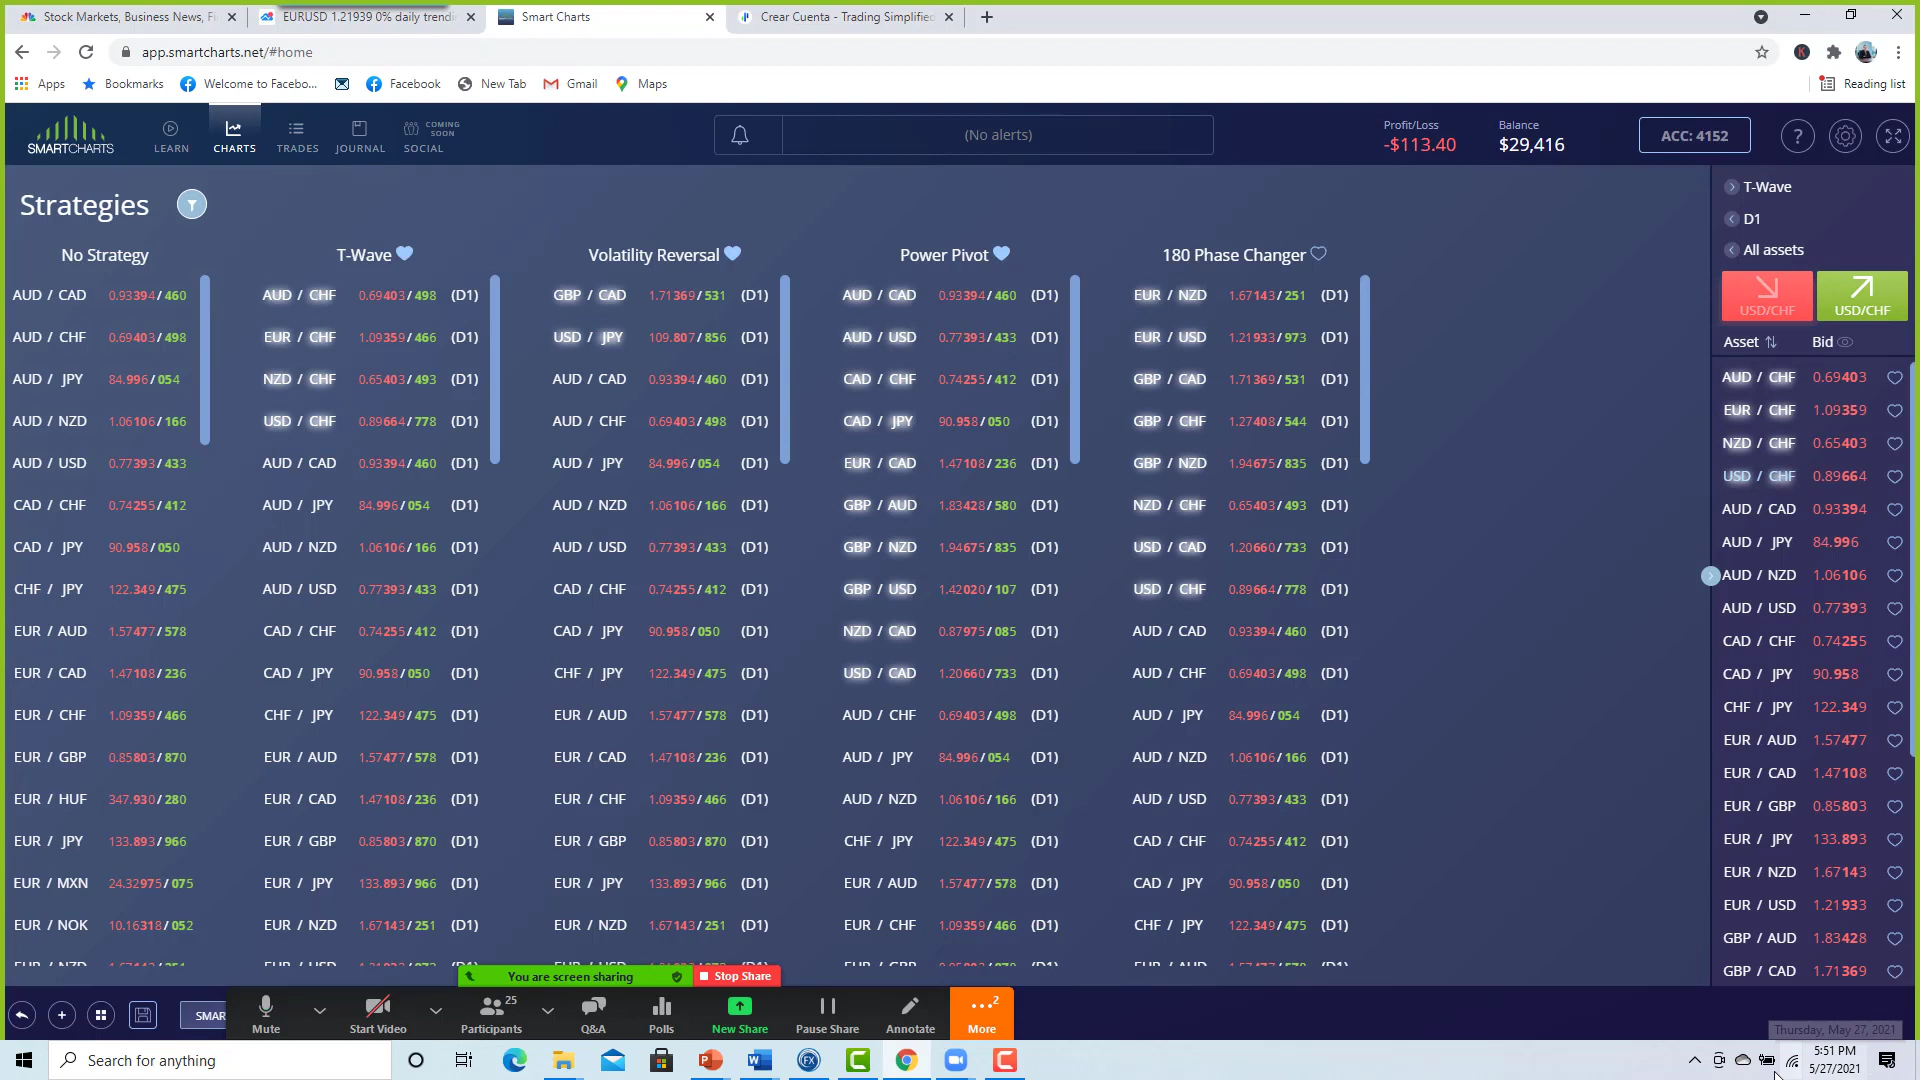 Stock Markets, Business News, Fi
EURUSD 1.21939 0% daily trendi
Smart Charts
Crear Cuenta - Trading Simplified
app.smartcharts.net/#home
Apps
Bookmarks
Welcome to Facebo...
Facebook
New Tab
Gmail
Maps
Reading list
SMARTCHARTS
LEARN
CHARTS
TRADES
JOURNAL
COMING SOON
SOCIAL
(No alerts)
Profit/Loss
-$113.40
Balance
$29,416
ACC: 4152
?
Strategies
No Strategy
AUD / CAD 0.93394/460
AUD / CHF 0.69403/498
AUD / JPY 84.996/054
AUD / NZD 1.06106/166
AUD / USD 0.77393/433
CAD / CHF 0.74255/412
CAD / JPY 90.958/050
CHF / JPY 122.349/475
EUR / AUD 1.57477/578
EUR / CAD 1.47108/236
EUR / CHF 1.09359/466
EUR / GBP 0.85803/870
EUR / HUF 347.930/280
EUR / JPY 133.893/966
EUR / MXN 24.32975/075
EUR / NOK 10.16318/052
T-Wave
AUD / CHF 0.69403/498 (D1)
EUR / CHF 1.09359/466 (D1)
NZD / CHF 0.65403/493 (D1)
USD / CHF 0.89664/778 (D1)
AUD / CAD 0.93394/460 (D1)
AUD / JPY 84.996/054 (D1)
AUD / NZD 1.06106/166 (D1)
AUD / USD 0.77393/433 (D1)
CAD / CHF 0.74255/412 (D1)
CAD / JPY 90.958/050 (D1)
CHF / JPY 122.349/475 (D1)
EUR / AUD 1.57477/578 (D1)
EUR / CAD 1.47108/236 (D1)
EUR / GBP 0.85803/870 (D1)
EUR / JPY 133.893/966 (D1)
EUR / NZD 1.67143/251 (D1)
Volatility Reversal
GBP / CAD 1.71369/531 (D1)
USD / JPY 109.807/856 (D1)
AUD / CAD 0.93394/460 (D1)
AUD / CHF 0.69403/498 (D1)
AUD / JPY 84.996/054 (D1)
AUD / NZD 1.06106/166 (D1)
AUD / USD 0.77393/433 (D1)
CAD / CHF 0.74255/412 (D1)
CAD / JPY 90.958/050 (D1)
CHF / JPY 122.349/475 (D1)
EUR / AUD 1.57477/578 (D1)
EUR / CAD 1.47108/236 (D1)
EUR / CHF 1.09359/466 (D1)
EUR / GBP 0.85803/870 (D1)
EUR / JPY 133.893/966 (D1)
EUR / NZD 1.67143/251 (D1)
Power Pivot
AUD / CAD 0.93394/460 (D1)
AUD / USD 0.77393/433 (D1)
CAD / CHF 0.74255/412 (D1)
CAD / JPY 90.958/050 (D1)
EUR / CAD 1.47108/236 (D1)
GBP / AUD 1.83428/580 (D1)
GBP / NZD 1.94675/835 (D1)
GBP / USD 1.42020/107 (D1)
NZD / CAD 0.87975/085 (D1)
USD / CAD 1.20660/733 (D1)
AUD / CHF 0.69403/498 (D1)
AUD / JPY 84.996/054 (D1)
AUD / NZD 1.06106/166 (D1)
CHF / JPY 122.349/475 (D1)
EUR / AUD 1.57477/578 (D1)
EUR / CHF 1.09359/466 (D1)
180 Phase Changer
EUR / NZD 1.67143/251 (D1)
EUR / USD 1.21933/973 (D1)
GBP / CAD 1.71369/531 (D1)
GBP / CHF 1.27408/544 (D1)
GBP / NZD 1.94675/835 (D1)
NZD / CHF 0.65403/493 (D1)
USD / CAD 1.20660/733 (D1)
USD / CHF 0.89664/778 (D1)
AUD / CAD 0.93394/460 (D1)
AUD / CHF 0.69403/498 (D1)
AUD / JPY 84.996/054 (D1)
AUD / NZD 1.06106/166 (D1)
AUD / USD 0.77393/433 (D1)
CAD / CHF 0.74255/412 (D1)
CAD / JPY 90.958/050 (D1)
CHF / JPY 122.349/475 (D1)
T-Wave
D1
All assets
USD/CHF
USD/CHF
Asset Bid
AUD / CHF 0.69403
EUR / CHF 1.09359
NZD / CHF 0.65403
USD / CHF 0.89664
AUD / CAD 0.93394
AUD / JPY 84.996
AUD / NZD 1.06106
AUD / USD 0.77393
CAD / CHF 0.74255
CAD / JPY 90.958
CHF / JPY 122.349
EUR / AUD 1.57477
EUR / CAD 1.47108
EUR / GBP 0.85803
EUR / JPY 133.893
EUR / NZD 1.67143
EUR / USD 1.21933
GBP / AUD 1.83428
GBP / CAD 1.71369
You are screen sharing
Stop Share
SMAR
Mute
Start Video
25
Participants
Q&A
Polls
New Share
Pause Share
Annotate
2
More
Thursday, May 27, 2021
Search for anything
5:51 PM
5/27/2021